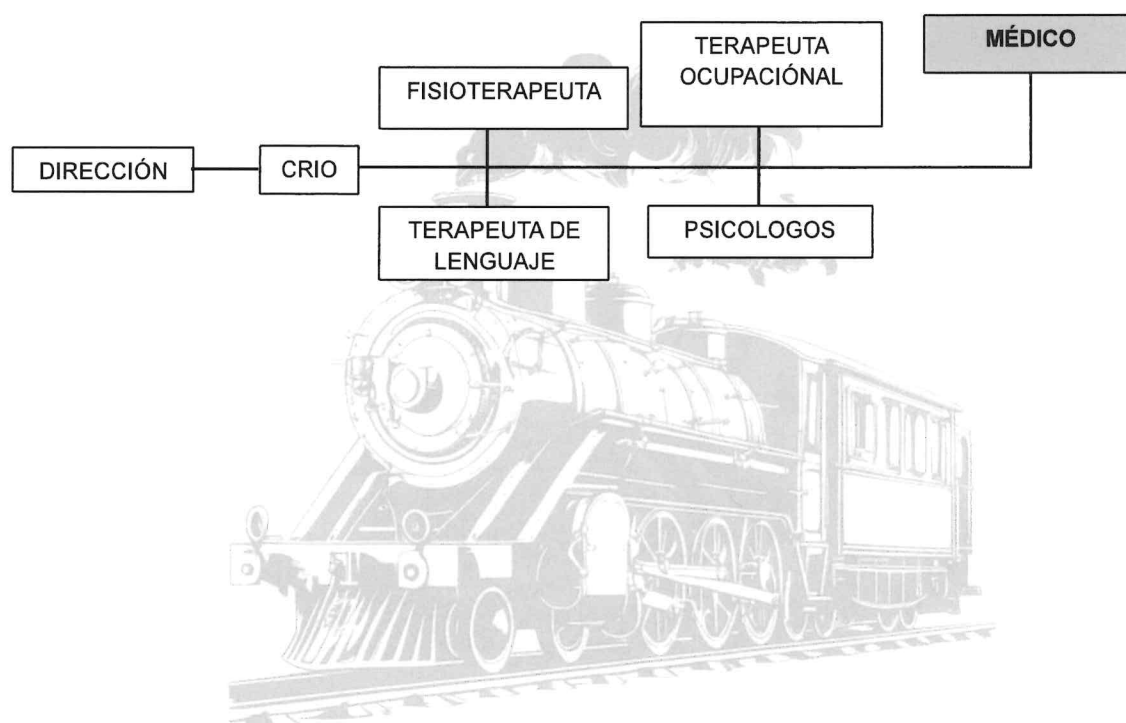 MÉDICO
TERAPEUTA
OCUPACIÓNAL
FISIOTERAPEUTA
DIRECCIÓN
CRIO
TERAPEUTA DE
LENGUAJE
PSICOLOGOS